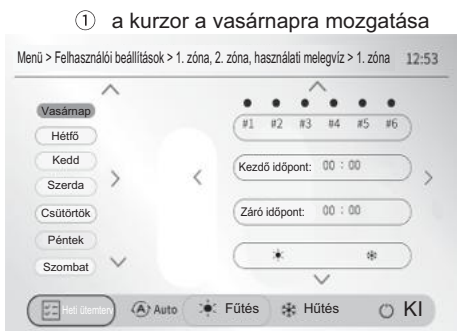 ① a kurzor a vasárnapra mozgatása
Menü > Felhasználói beállítások > 1. zóna, 2. zóna, használati melegvíz > 1. zóna 12:53
Vasárnap
Hétfő
Kedd
Szerda
Csütörtök
Péntek
Szombat
#1 #2 #3 #4 #5 #6
Kezdő időpont: 00 : 00
Záró időpont: 00 : 00
Heti ütemterv Auto Fűtés Hűtés KI